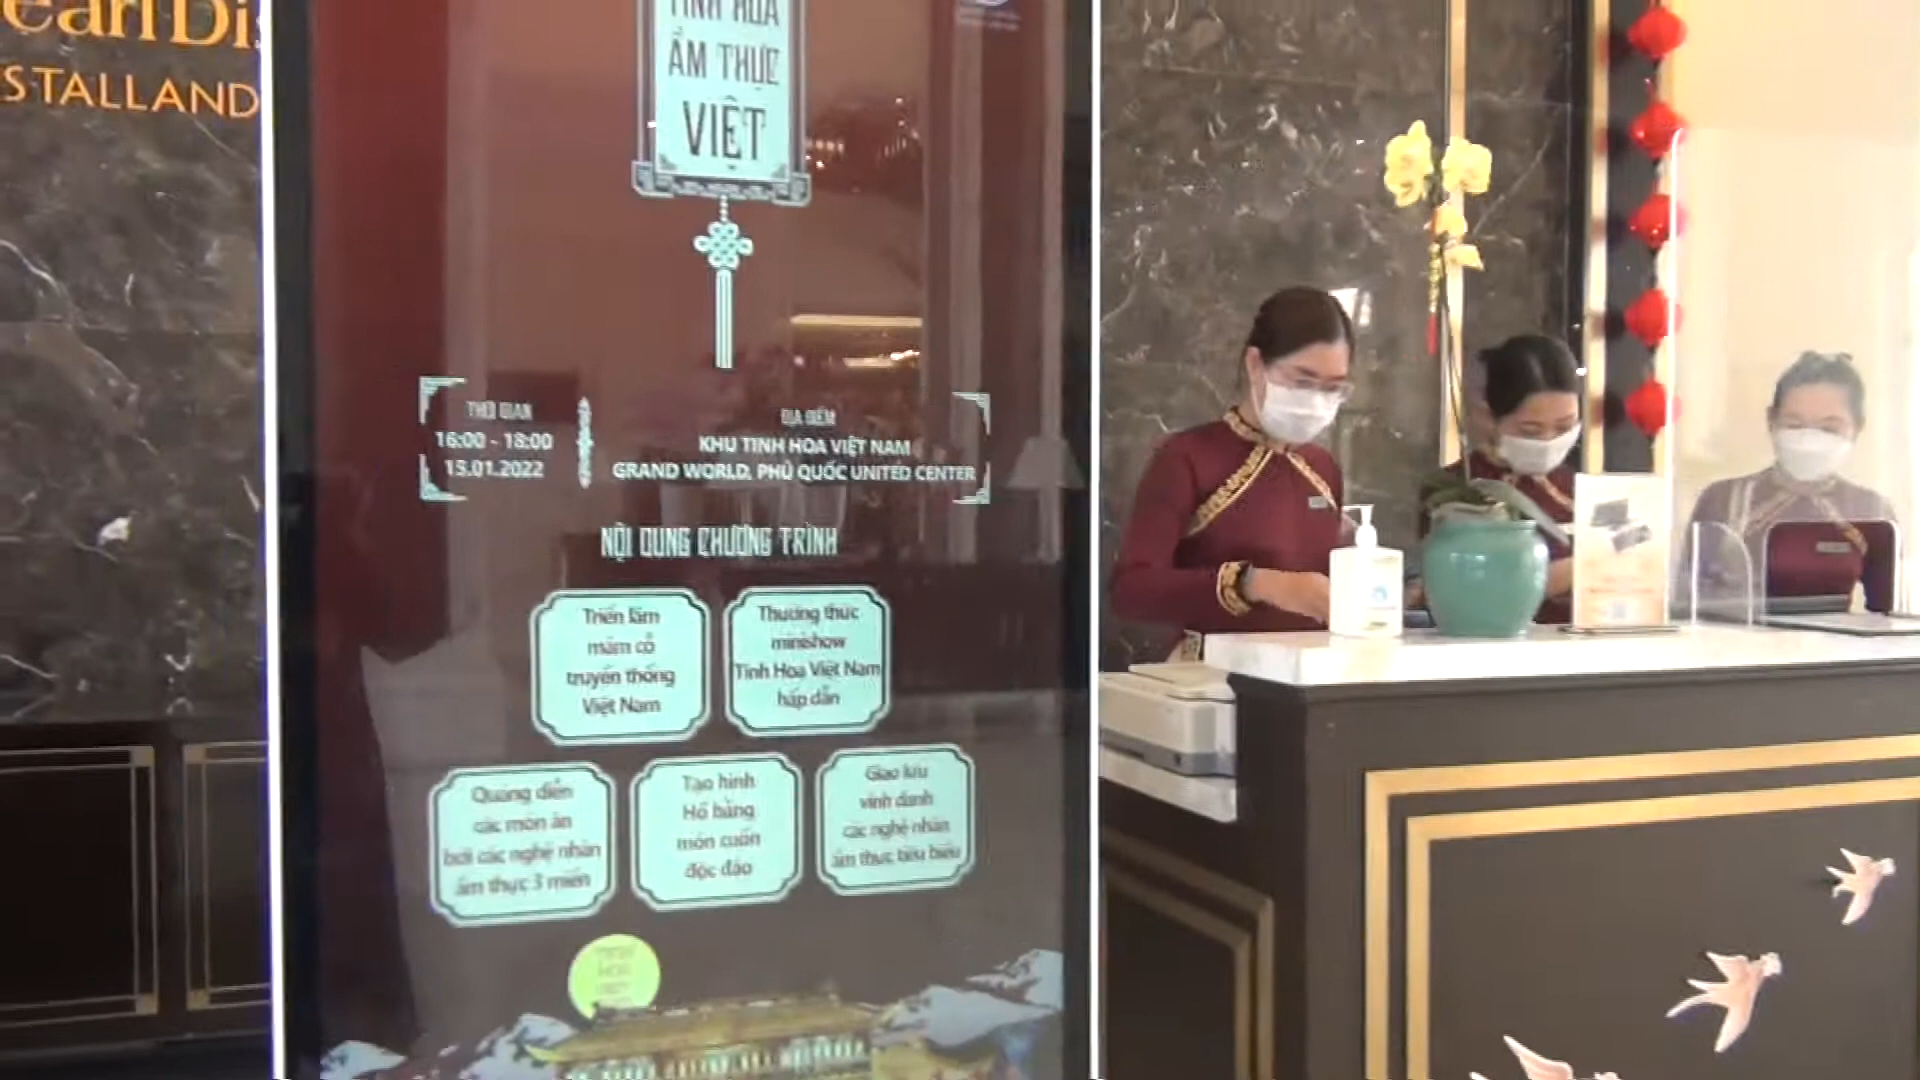 earlDis
STALLAND
TINH HOA
ẨM THỰC
VIỆT
THỜI GIAN
16:00 - 18:00
15.01.2022
ĐỊA ĐIỂM
KHU TINH HOA VIỆT NAM
GRAND WORLD, PHÚ QUỐC UNITED CENTER
NỘI DUNG CHƯƠNG TRÌNH
Triển lãm
mâm cỗ
truyền thống
Việt Nam
Thưởng thức
minishow
Tinh Hoa Việt Nam
hấp dẫn
Quảng diễn
các món ăn
bởi các nghệ nhân
ẩm thực 3 miền
Tạo hình
Hổ bằng
món cuốn
độc đáo
Giao lưu
vinh danh
các nghệ nhân
ẩm thực tiêu biểu